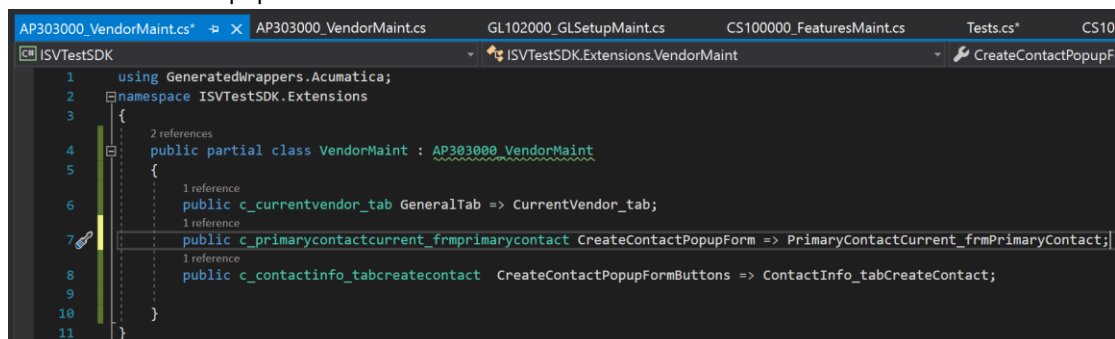 AP303000_VendorMaint.cs* AP303000_VendorMaint.cs GL102000_GLSetupMaint.cs CS100000_FeaturesMaint.cs Tests.cs* CS10
C# ISVTestSDK ISVTestSDK.Extensions.VendorMaint CreateContactPopupF
1 using GeneratedWrappers.Acumatica;
2 namespace ISVTestSDK.Extensions
3 {
2 references
4 public partial class VendorMaint : AP303000_VendorMaint
5 {
1 reference
6 public c_currentvendor_tab GeneralTab => CurrentVendor_tab;
1 reference
7 public c_primarycontactcurrent_frmprimarycontact CreateContactPopupForm => PrimaryContactCurrent_frmPrimaryContact;
1 reference
8 public c_contactinfo_tabcreatecontact CreateContactPopupFormButtons => ContactInfo_tabCreateContact;
9
10 }
11 }